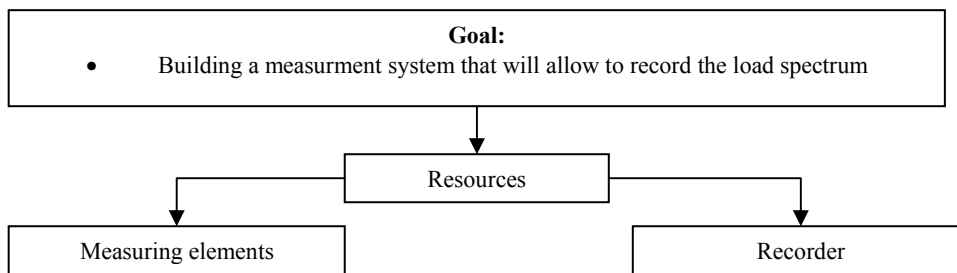 Goal:
• Building a measurment system that will allow to record the load spectrum
Resources
Measuring elements
Recorder